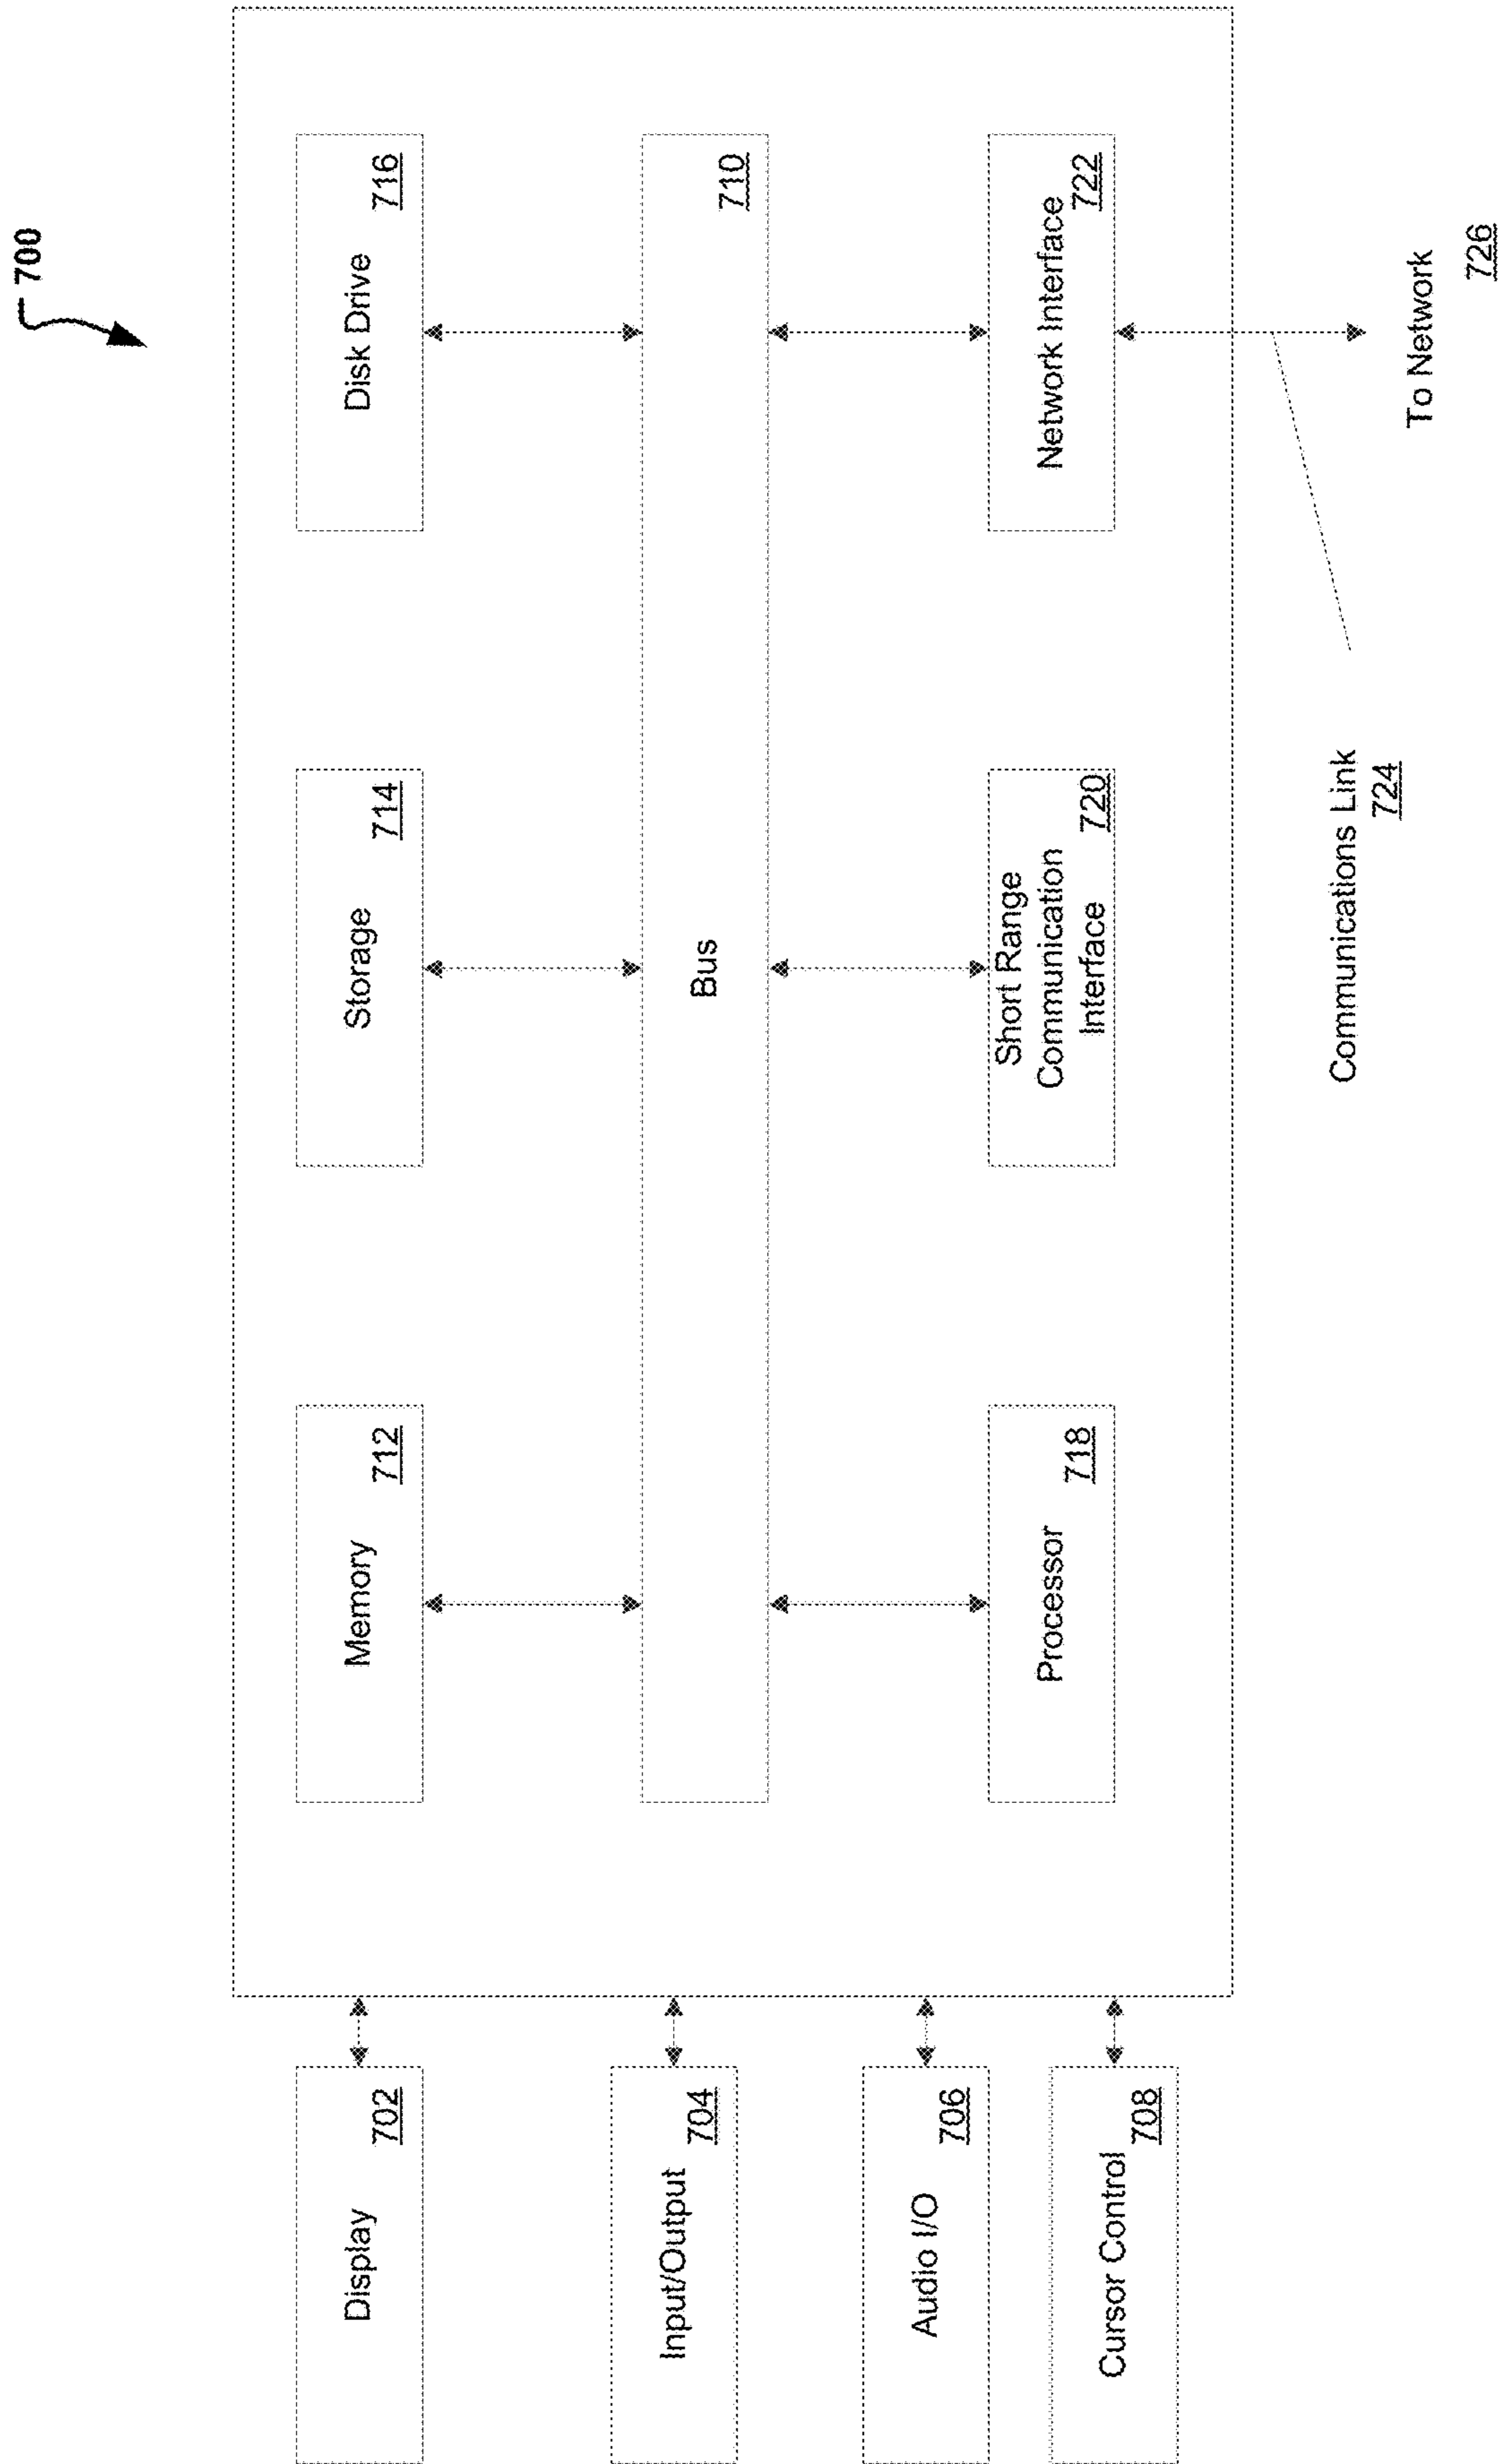 700
Display
702
Input/Output
704
Audio I/O
706
Cursor Control
708
Memory
712
Storage
714
Disk Drive
716
Bus
710
Processor
718
Short Range
Communication
Interface
720
Network Interface
722
Communications Link
724
To Network
726